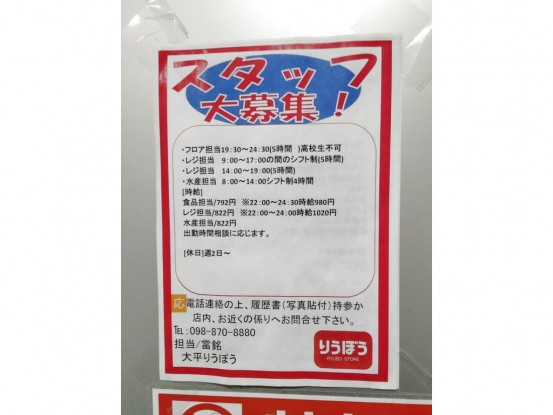 スタッフ
大募集！
・フロア担当19:30～24:30(5時間 )高校生不可
・レジ担当 9:00～17:00の間のシフト制(5時間)
・レジ担当 14:00～19:00(5時間)
・水産担当 8:00～14:00シフト制4時間
[時給]
食品担当/792円 ※22:00～24:30時給980円
レジ担当/822円 ※22:00～24:00時給1020円
水産担当/822円
出勤時間相談に応じます。
[休日]週2日～
応 電話連絡の上、履歴書(写真貼付)持参か
店内、お近くの係りへお問合せ下さい。
TEL:098-870-8880
担当/當銘
大平りうぼう
りうぼう
RYUBO STORE